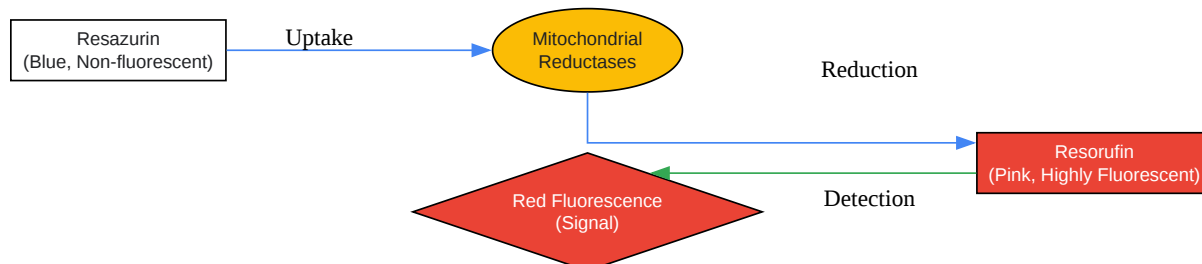 Resazurin
(Blue, Non-fluorescent)
Uptake
Mitochondrial
Reductases
Reduction
Resorufin
(Pink, Highly Fluorescent)
Detection
Red Fluorescence
(Signal)